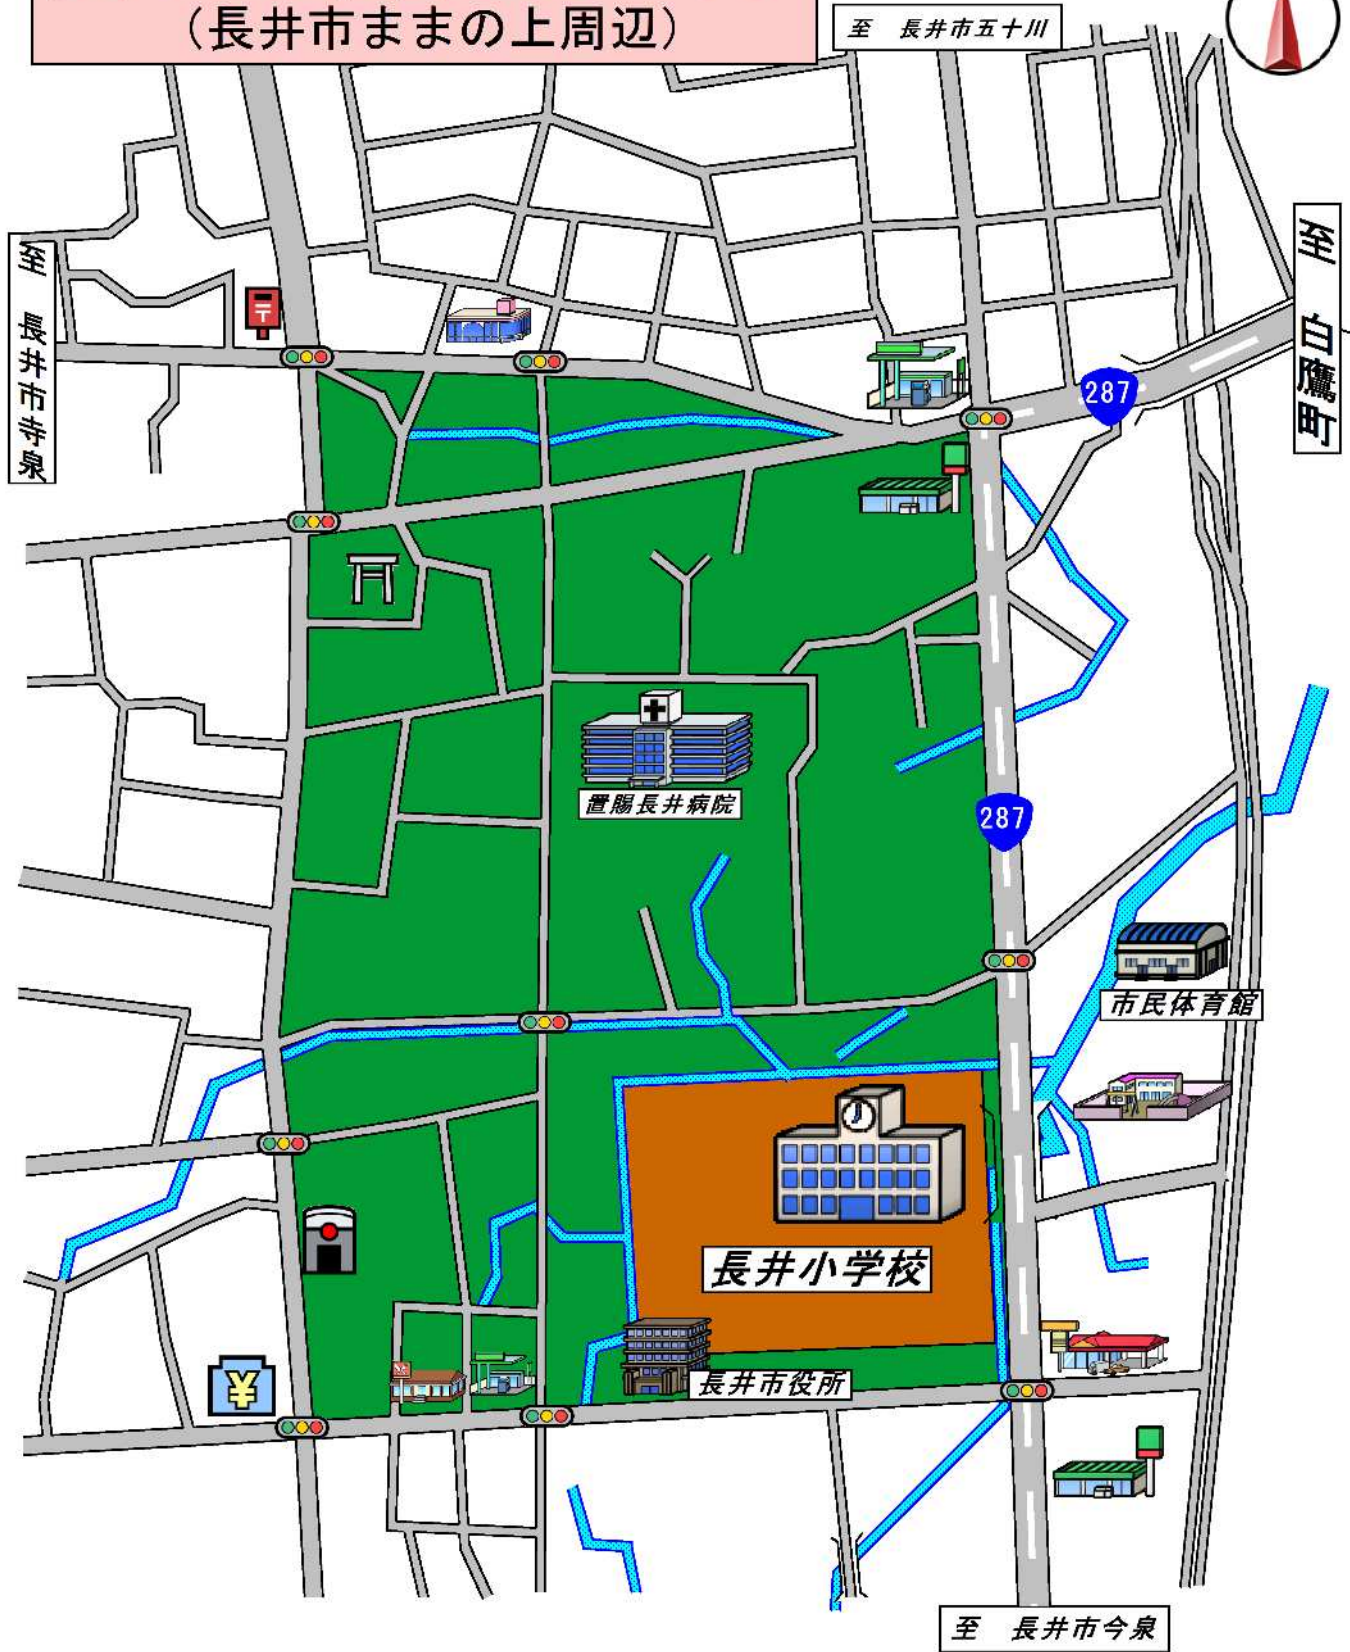 (長井市ままの上周辺)
至 長井市五十川
至 長井市寺泉
〒
至 白鷹町
287
置賜長井病院
287
市民体育館
長井小学校
¥
長井市役所
至 長井市今泉